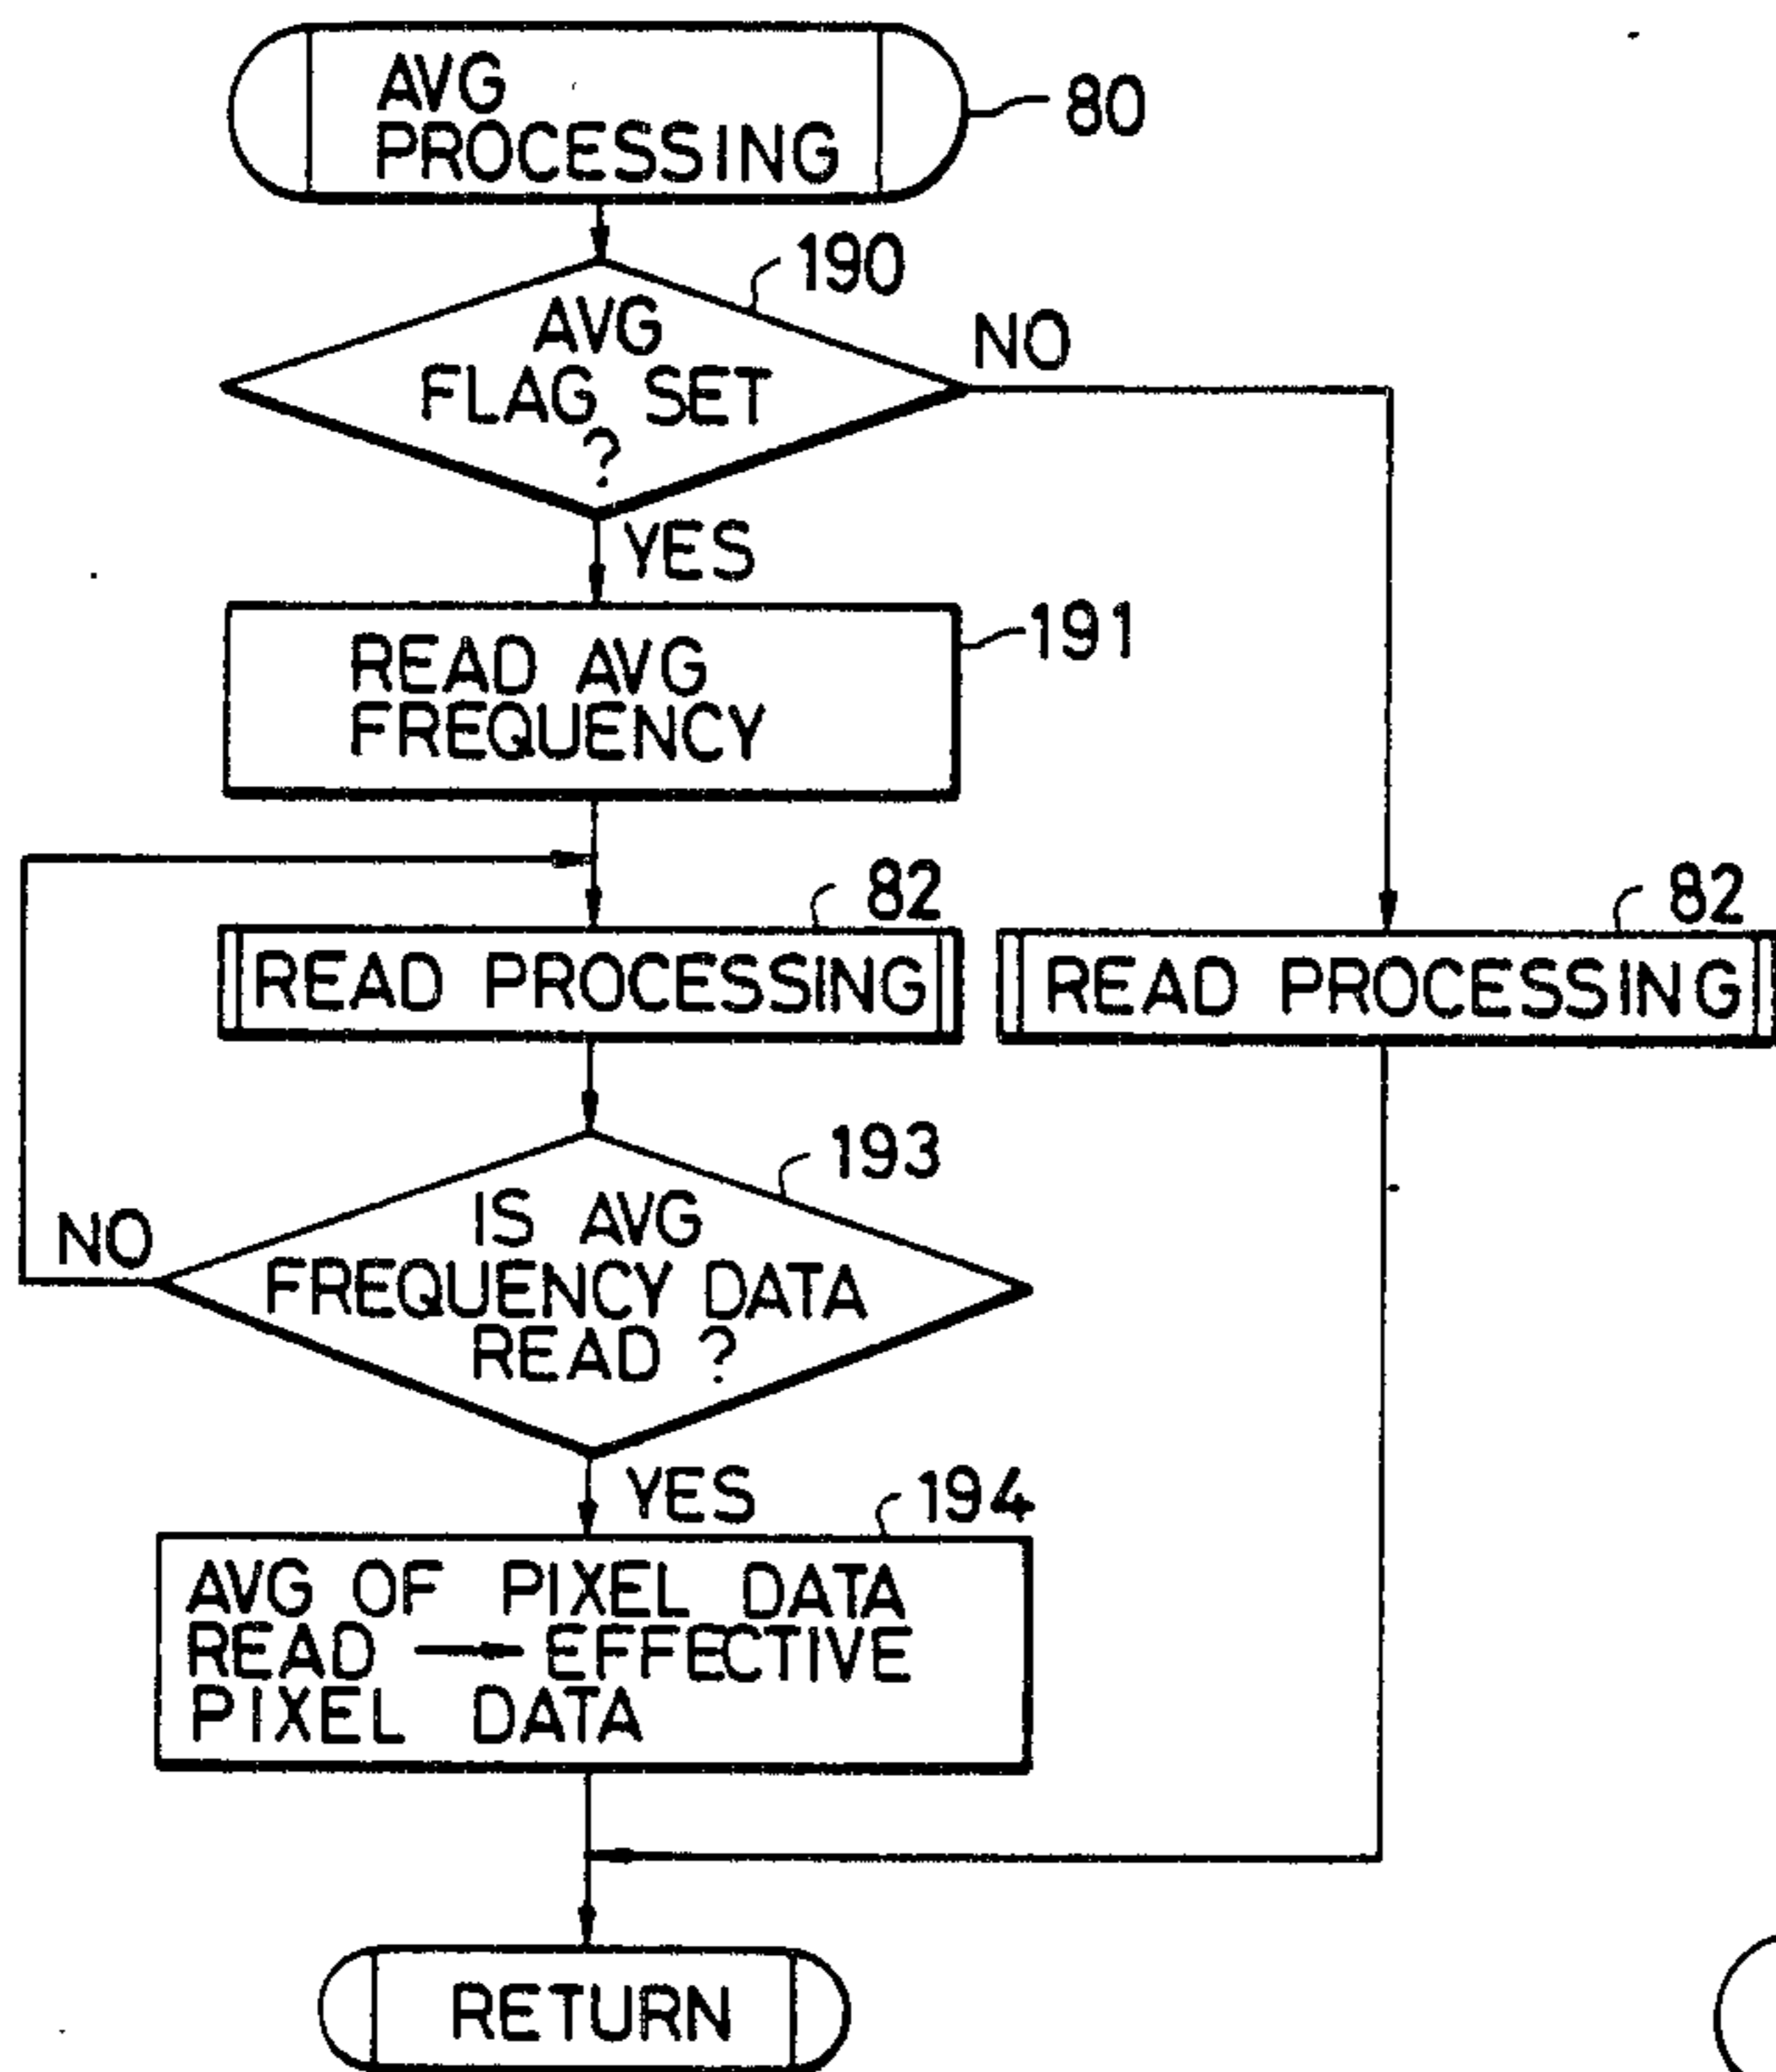 AVG
PROCESSING
80
190
AVG
FLAG SET
?
NO
YES
191
READ AVG
FREQUENCY
82
READ PROCESSING
82
READ PROCESSING
193
IS AVG
FREQUENCY DATA
READ ?
NO
YES
194
AVG OF PIXEL DATA
READ → EFFECTIVE
PIXEL DATA
RETURN